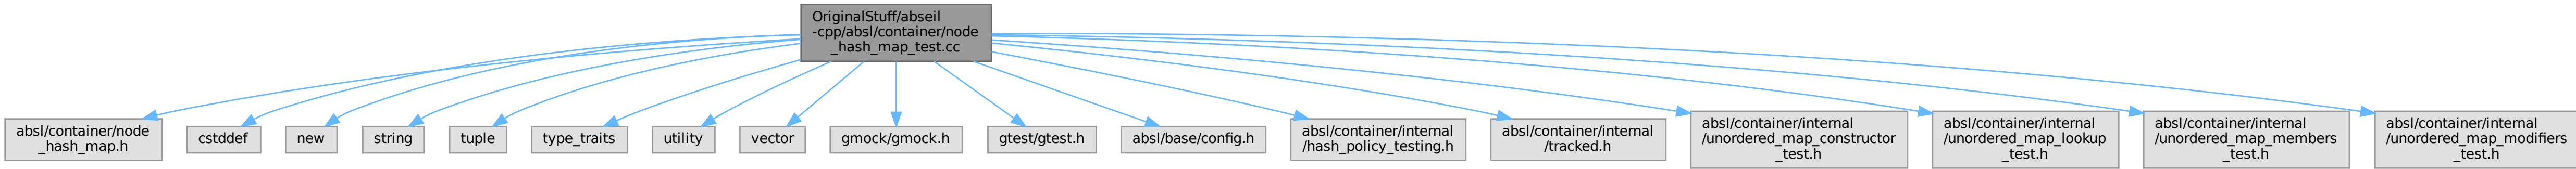 OriginalStuff/abseil
-cpp/absl/container/node
_hash_map_test.cc
absl/container/node
_hash_map.h
cstddef
new
string
tuple
type_traits
utility
vector
gmock/gmock.h
gtest/gtest.h
absl/base/config.h
absl/container/internal
/hash_policy_testing.h
absl/container/internal
/tracked.h
absl/container/internal
/unordered_map_constructor
_test.h
absl/container/internal
/unordered_map_lookup
_test.h
absl/container/internal
/unordered_map_members
_test.h
absl/container/internal
/unordered_map_modifiers
_test.h